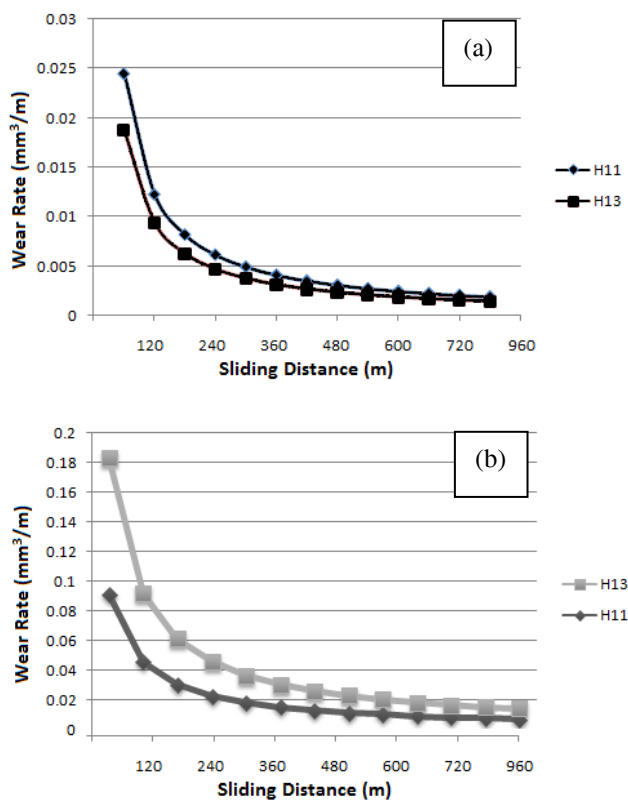 (a)
Wear Rate (mm³/m)
0.03
0.025
0.02
0.015
0.01
0.005
0
120 240 360 480 600 720 840 960
Sliding Distance (m)
H11
H13
(b)
Wear Rate (mm³/m)
0.2
0.18
0.16
0.14
0.12
0.1
0.08
0.06
0.04
0.02
0
120 240 360 480 600 720 840 960
Sliding Distance (m)
H13
H11